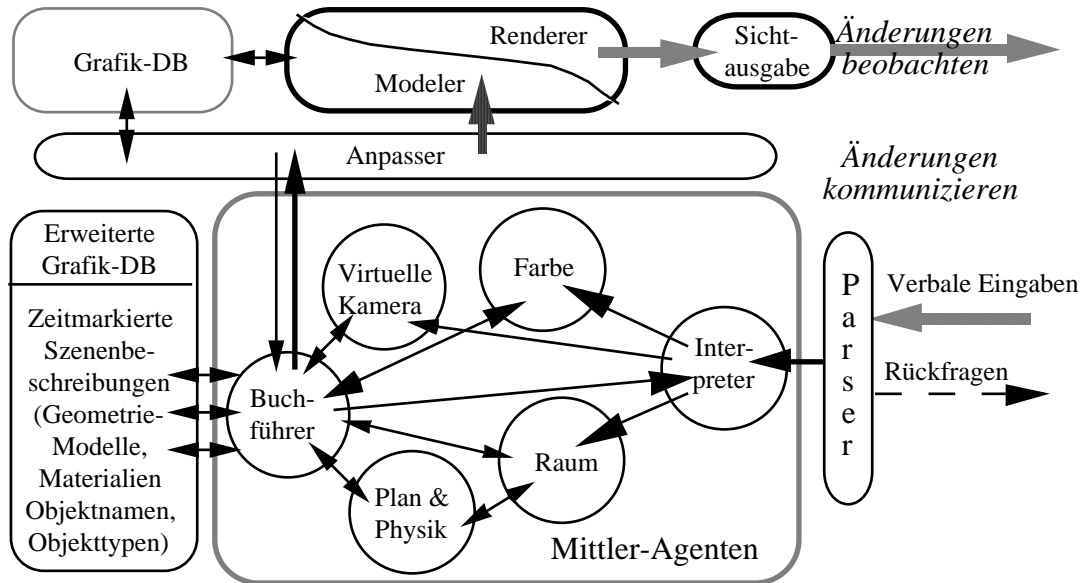 Grafik-DB
Renderer
Modeler
Sicht-
ausgabe
Änderungen
beobachten
Anpasser
Änderungen
kommunizieren
Erweiterte
Grafik-DB
Zeitmarkierte
Szenenbe-
schreibungen
(Geometrie-
Modelle,
Materialien
Objektnamen,
Objekttypen)
Virtuelle
Kamera
Farbe
Inter-
preter
Buch-
führer
Raum
Plan &
Physik
Mittler-Agenten
Parser
Verbale Eingaben
Rückfragen